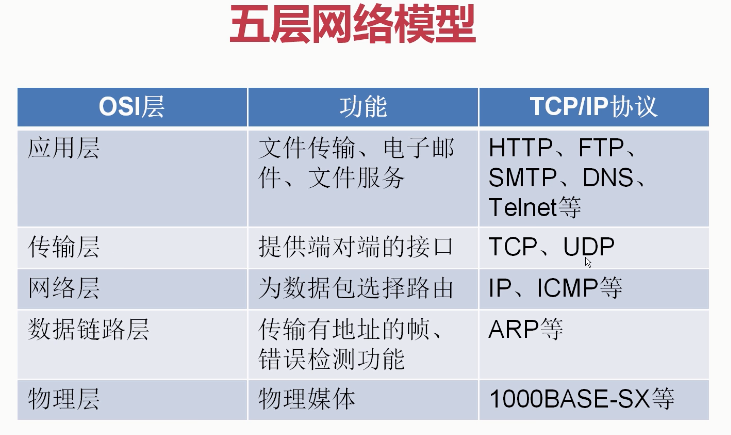 五层网络模型
OSI层 功能 TCP/IP协议
应用层 文件传输、电子邮 HTTP、FTP、
件、文件服务 SMTP、DNS、
Telnet等
传输层 提供端对端的接口 TCP、UDP
网络层 为数据包选择路由 IP、ICMP等
数据链路层 传输有地址的帧、 ARP等
错误检测功能
物理层 物理媒体 1000BASE-SX等